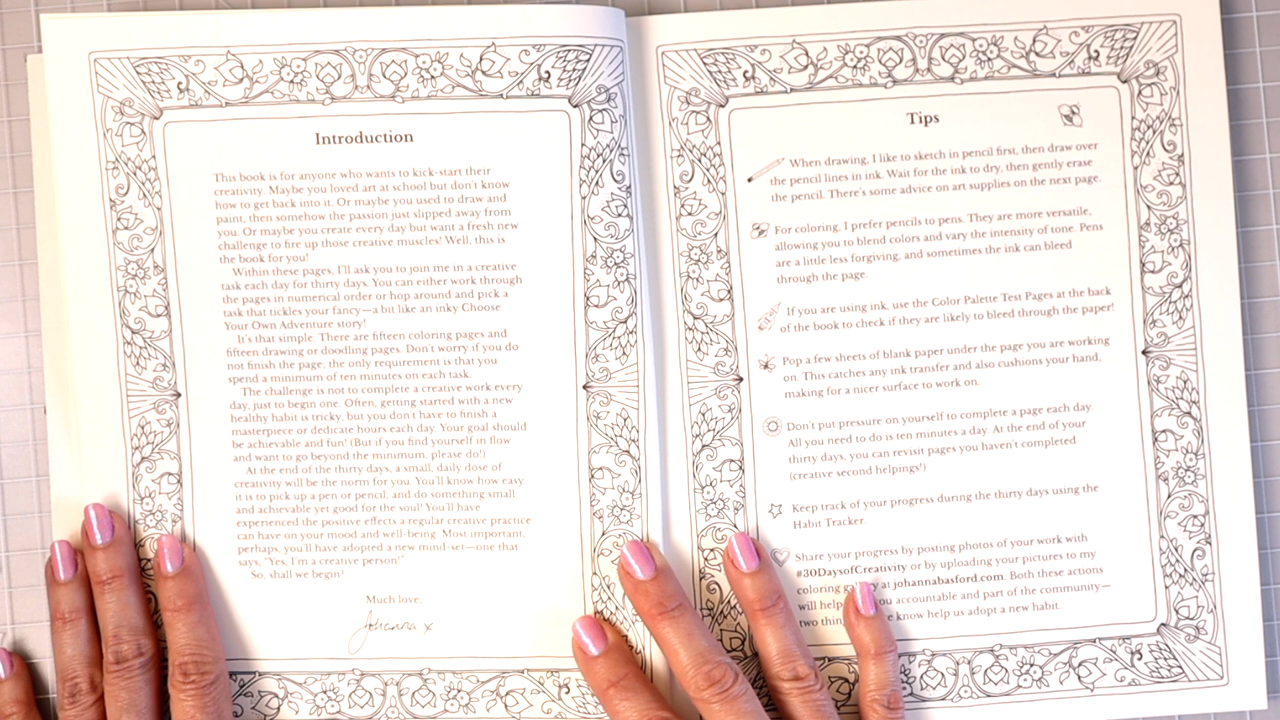 Introduction
This book is for anyone who wants to kick-start their
creativity. Maybe you loved art at school but don't know
how to get back into it. Or maybe you used to draw and
paint, then somehow the passion just slipped away from
you. Or maybe you create every day but want a fresh new
challenge to fire up those creative muscles! Well, this is
the book for you!
Within these pages, I'll ask you to join me in a creative
task each day for thirty days. You can either work through
the pages in numerical order or hop around and pick a
task that tickles your fancy—a bit like an inky Choose
Your Own Adventure story!
It's that simple. There are fifteen coloring pages and
fifteen drawing or doodling pages. Don't worry if you do
not finish the page, the only requirement is that you
spend a minimum of ten minutes on each task.
The challenge is not to complete a creative work every
day, just to begin one. Often, getting started with a new
healthy habit is tricky, but you don't have to finish a
masterpiece or dedicate hours each day. Your goal should
be achievable and fun! (But if you find yourself in flow
and want to go beyond the minimum, please do!)
At the end of the thirty days, a small, daily dose of
creativity will be the norm for you. You'll know how easy
it is to pick up a pen or pencil, and do something small
and achievable yet good for the soul! You'll have
experienced the positive effects a regular creative practice
can have on your mood and well-being. Most important,
perhaps, you'll have adopted a new mind-set—one that
says, "Yes, I'm a creative person!"
So, shall we begin?
Much love,
Johanna x
Tips
When drawing, I like to sketch in pencil first, then draw over
the pencil lines in ink. Wait for the ink to dry, then gently erase
the pencil. There's some advice on art supplies on the next page.
For coloring, I prefer pencils to pens. They are more versatile,
allowing you to blend colors and vary the intensity of tone. Pens
are a little less forgiving, and sometimes the ink can bleed
through the page.
If you are using ink, use the Color Palette Test Pages at the back
of the book to check if they are likely to bleed through the paper!
Pop a few sheets of blank paper under the page you are working
on. This catches any ink transfer and also cushions your hand,
making for a nicer surface to work on.
Don't put pressure on yourself to complete a page each day.
All you need to do is ten minutes a day. At the end of your
thirty days, you can revisit pages you haven't completed
(creative second helpings!)
Keep track of your progress during the thirty days using the
Habit Tracker.
Share your progress by posting photos of your work with
#30DaysofCreativity or by uploading your pictures to my
coloring at johannabasford.com. Both these actions
will help you accountable and part of the community—
two know help us adopt a new habit.